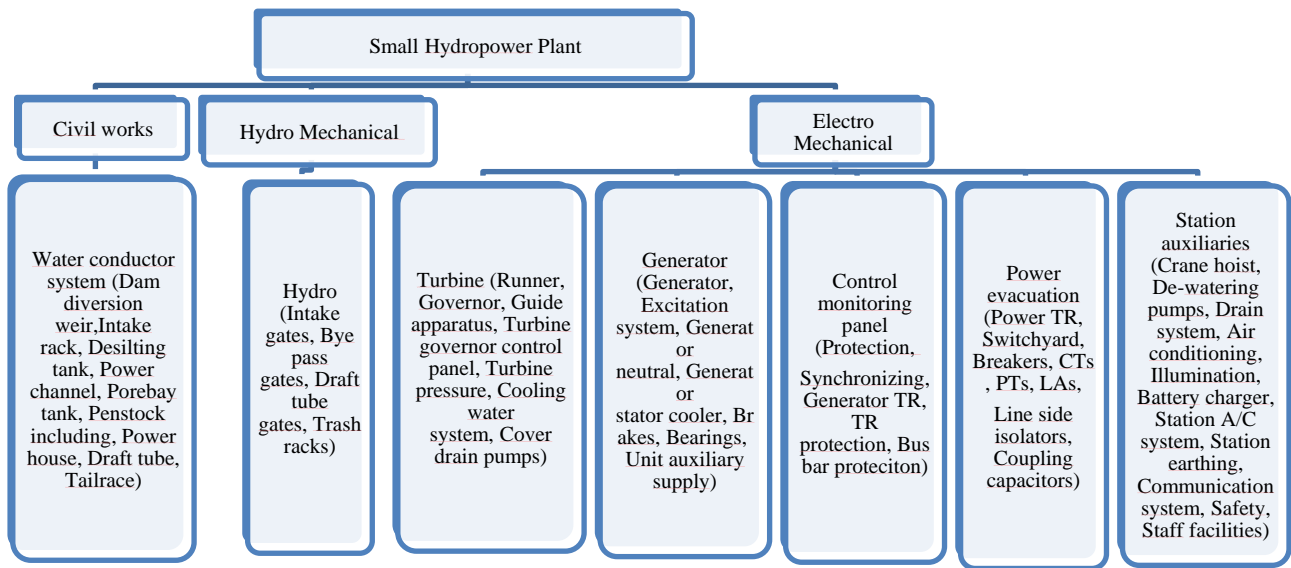 Small Hydropower Plant
Civil works
Hydro Mechanical
Electro
Mechanical
Water conductor
system (Dam
diversion
weir,Intake
rack, Desilting
tank, Power
channel, Porebay
tank, Penstock
including, Power
house, Draft tube,
Tailrace)
Hydro
(Intake
gates, Bye
pass
gates, Draft
tube
gates, Trash
racks)
Turbine (Runner,
Governor, Guide
apparatus, Turbine
governor control
panel, Turbine
pressure, Cooling
water
system, Cover
drain pumps)
Generator
(Generator,
Excitation
system, Generat
or
neutral, Generat
or
stator cooler, Br
akes, Bearings,
Unit auxiliary
supply)
Control
monitoring
panel
(Protection,
Synchronizing,
Generator TR,
TR
protection, Bus
bar proteciton)
Power
evacuation
(Power TR,
Switchyard,
Breakers, CTs
, PTs, LAs,
Line side
isolators,
Coupling
capacitors)
Station
auxiliaries
(Crane hoist,
De-watering
pumps, Drain
system, Air
conditioning,
Illumination,
Battery charger,
Station A/C
system, Station
earthing,
Communication
system, Safety,
Staff facilities)